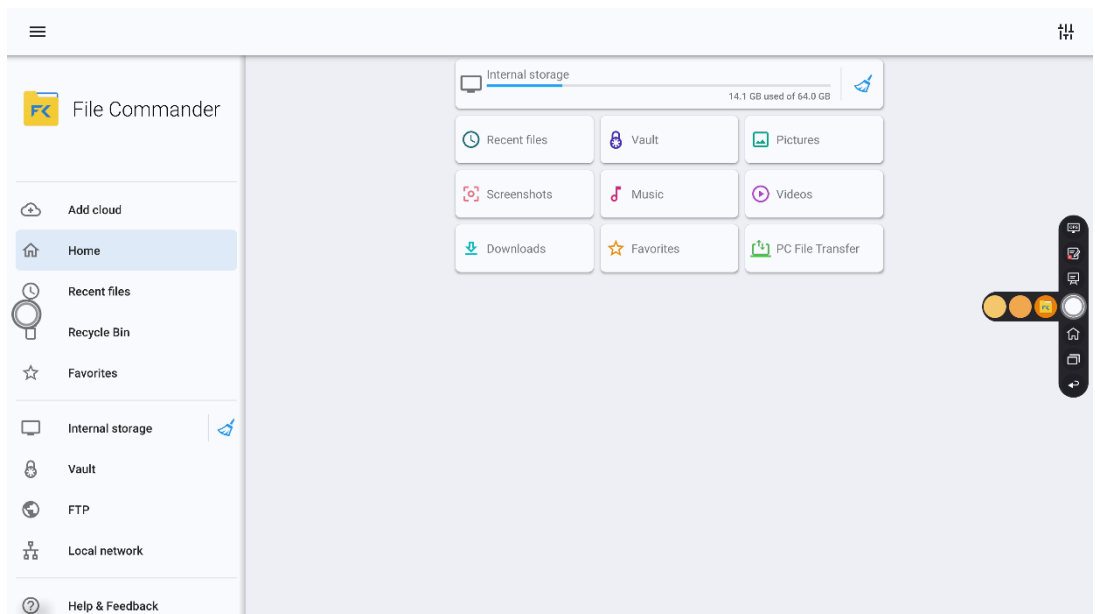 File Commander
Add cloud
Home
Recent files
Recycle Bin
Favorites
Internal storage
Vault
FTP
Local network
Help & Feedback
Internal storage
14.1 GB used of 64.0 GB
Recent files
Vault
Pictures
Screenshots
Music
Videos
Downloads
Favorites
PC File Transfer